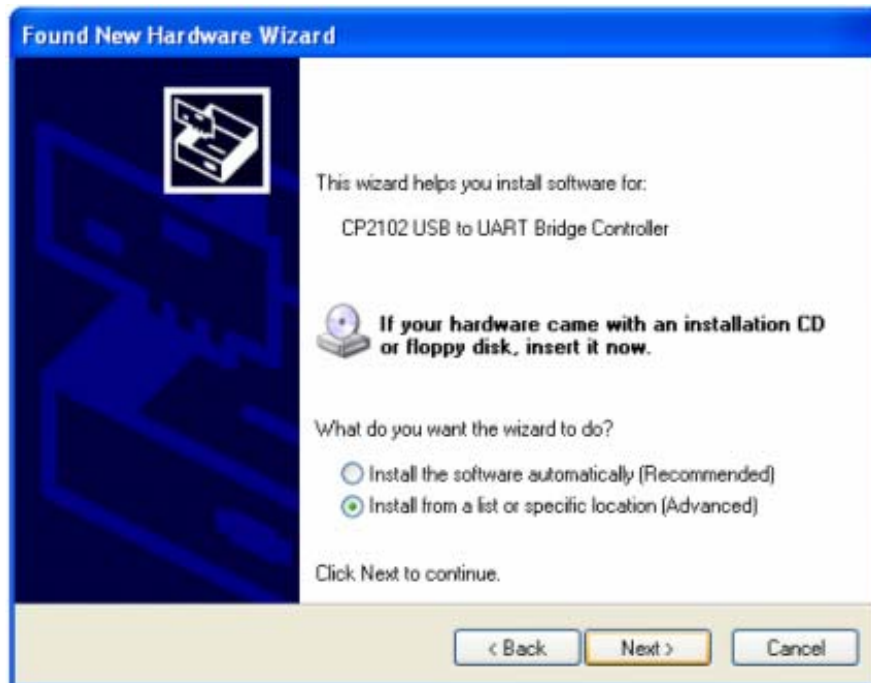 Found New Hardware Wizard
This wizard helps you install software for:
CP2102 USB to UART Bridge Controller
If your hardware came with an installation CD
or floppy disk, insert it now.
What do you want the wizard to do?
Install the software automatically (Recommended)
Install from a list or specific location (Advanced)
Click Next to continue.
< Back Next > Cancel